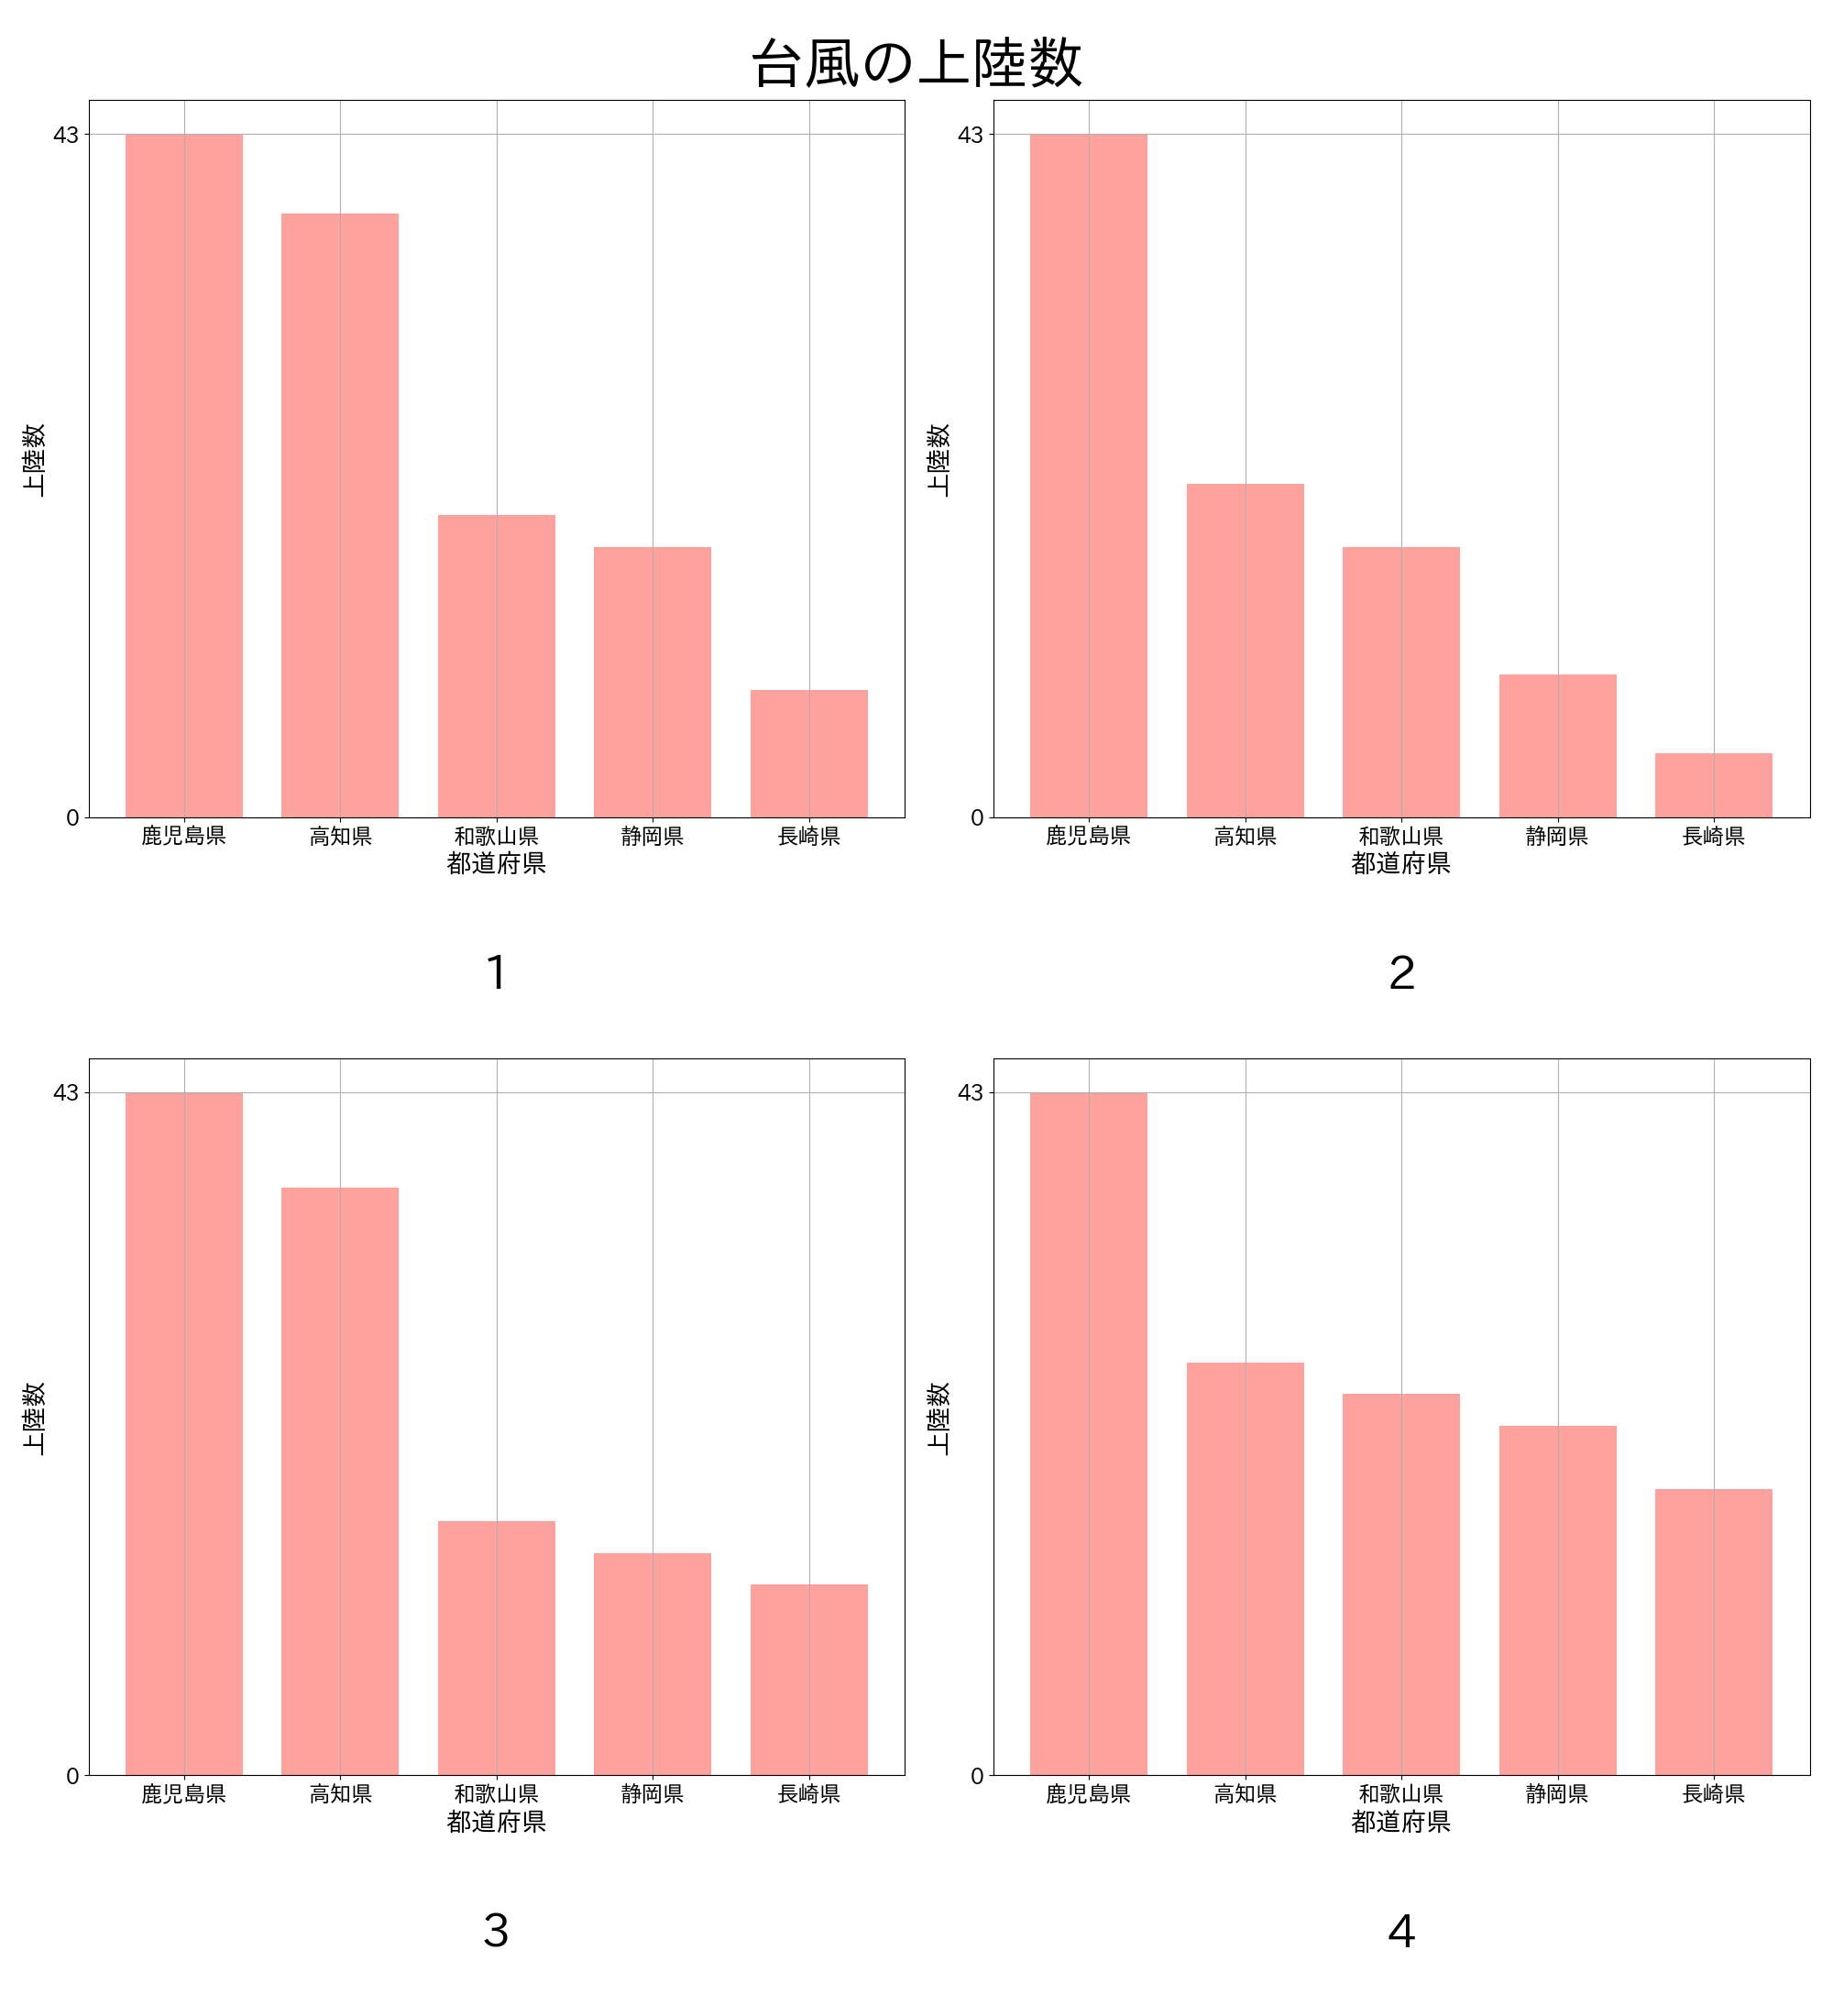 台風の上陸数
43
0
上陸数
鹿児島県 高知県 和歌山県 静岡県 長崎県
都道府県
1
43
0
上陸数
鹿児島県 高知県 和歌山県 静岡県 長崎県
都道府県
2
43
0
上陸数
鹿児島県 高知県 和歌山県 静岡県 長崎県
都道府県
3
43
0
上陸数
鹿児島県 高知県 和歌山県 静岡県 長崎県
都道府県
4